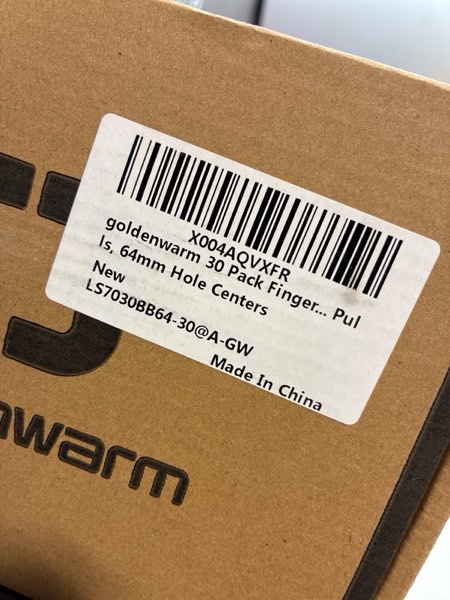 X004AQVXFR
goldenwarm 30 Pack Finger... Pul
ls, 64mm Hole Centers
New
LS7030BB64-30@A-GW
Made In China
warm